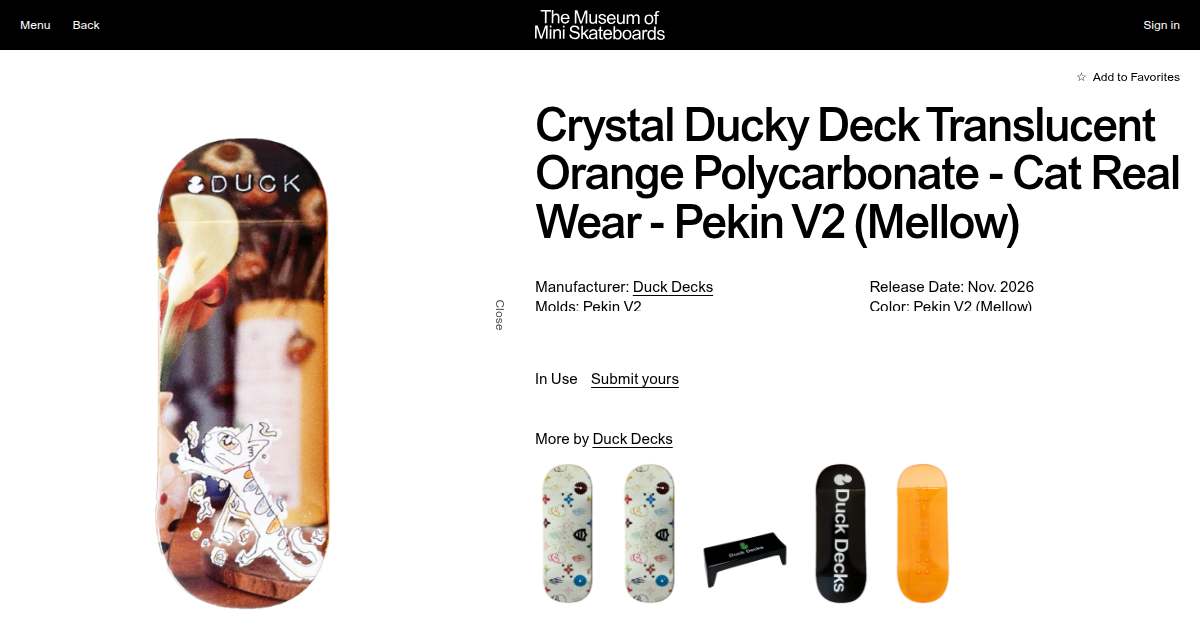 Menu
Back
The Museum of
Mini Skateboards
Sign in
☆ Add to Favorites
Crystal Ducky Deck Translucent
Orange Polycarbonate - Cat Real
Wear - Pekin V2 (Mellow)
Manufacturer: Duck Decks
Release Date: Nov. 2026
Molds: Pekin V2
Color: Pekin V2 (Mellow)
Close
In Use Submit yours
More by Duck Decks
DUCK
Duck Decks
Duck Decks